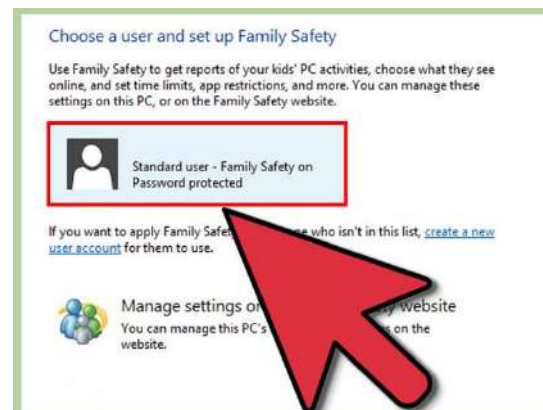 Choose a user and set up Family Safety
Use Family Safety to get reports of your kids' PC activities, choose what they see
online, and set time limits, app restrictions, and more. You can manage these
settings on this PC, or on the Family Safety website.
Standard user - Family Safety on
Password protected
If you want to apply Family who isn't in this list, create a new
user account for them to use.
Manage settings website
You can manage this PC's on the
website.